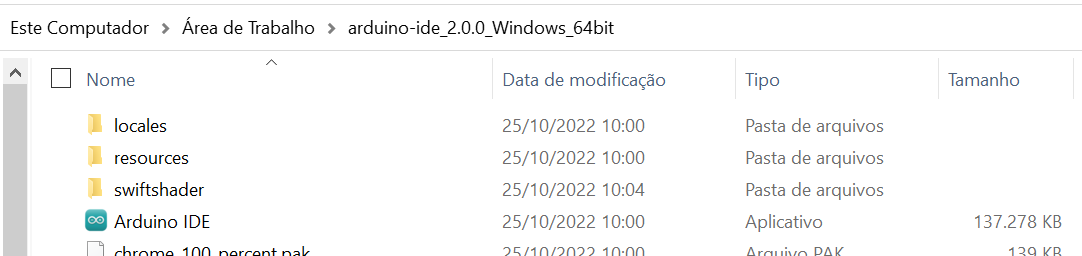 Este Computador > Área de Trabalho > arduino-ide_2.0.0_Windows_64bit
Nome Data de modificação Tipo Tamanho
locales 25/10/2022 10:00 Pasta de arquivos
resources 25/10/2022 10:00 Pasta de arquivos
swiftshader 25/10/2022 10:04 Pasta de arquivos
Arduino IDE 25/10/2022 10:00 Aplicativo 137.278 KB
chrome_100_percent.pak 25/10/2022 10:00 Arquivo PAK 139 KB